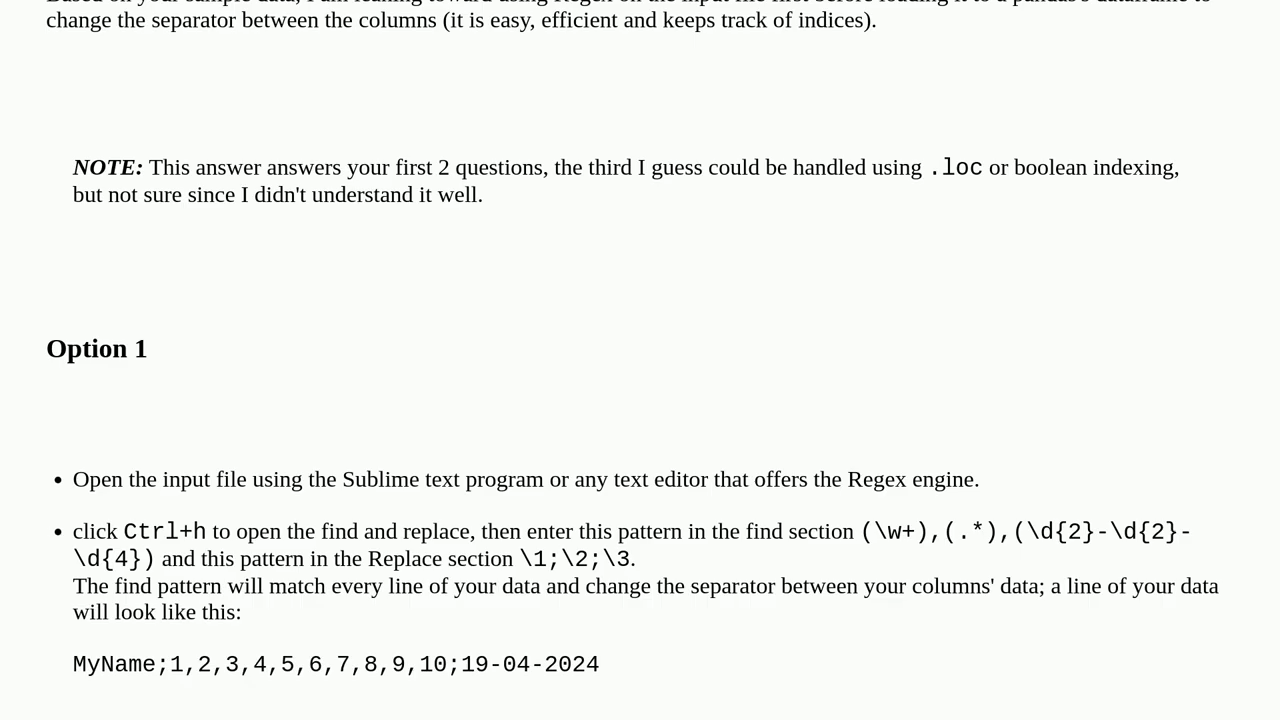 change the separator between the columns (it is easy, efficient and keeps track of indices).
NOTE: This answer answers your first 2 questions, the third I guess could be handled using .loc or boolean indexing,
but not sure since I didn't understand it well.
Option 1
• Open the input file using the Sublime text program or any text editor that offers the Regex engine.
• click Ctrl+h to open the find and replace, then enter this pattern in the find section (\w+),(.*),(\d{2}-\d{2}-
\d{4}) and this pattern in the Replace section \1;\2;\3.
The find pattern will match every line of your data and change the separator between your columns' data; a line of your data
will look like this:
MyName;1,2,3,4,5,6,7,8,9,10;19-04-2024